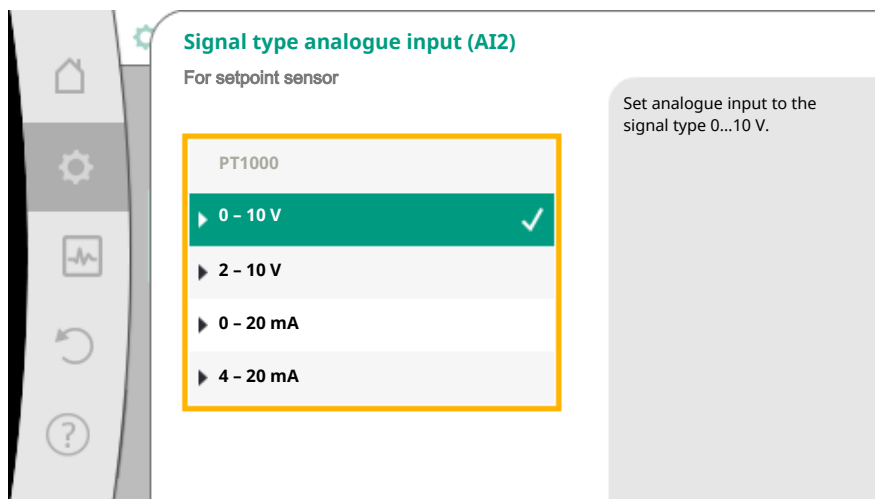 Signal type analogue input (AI2)
For setpoint sensor
PT1000
0 – 10 V
2 – 10 V
0 – 20 mA
4 – 20 mA
Set analogue input to the
signal type 0...10 V.
?